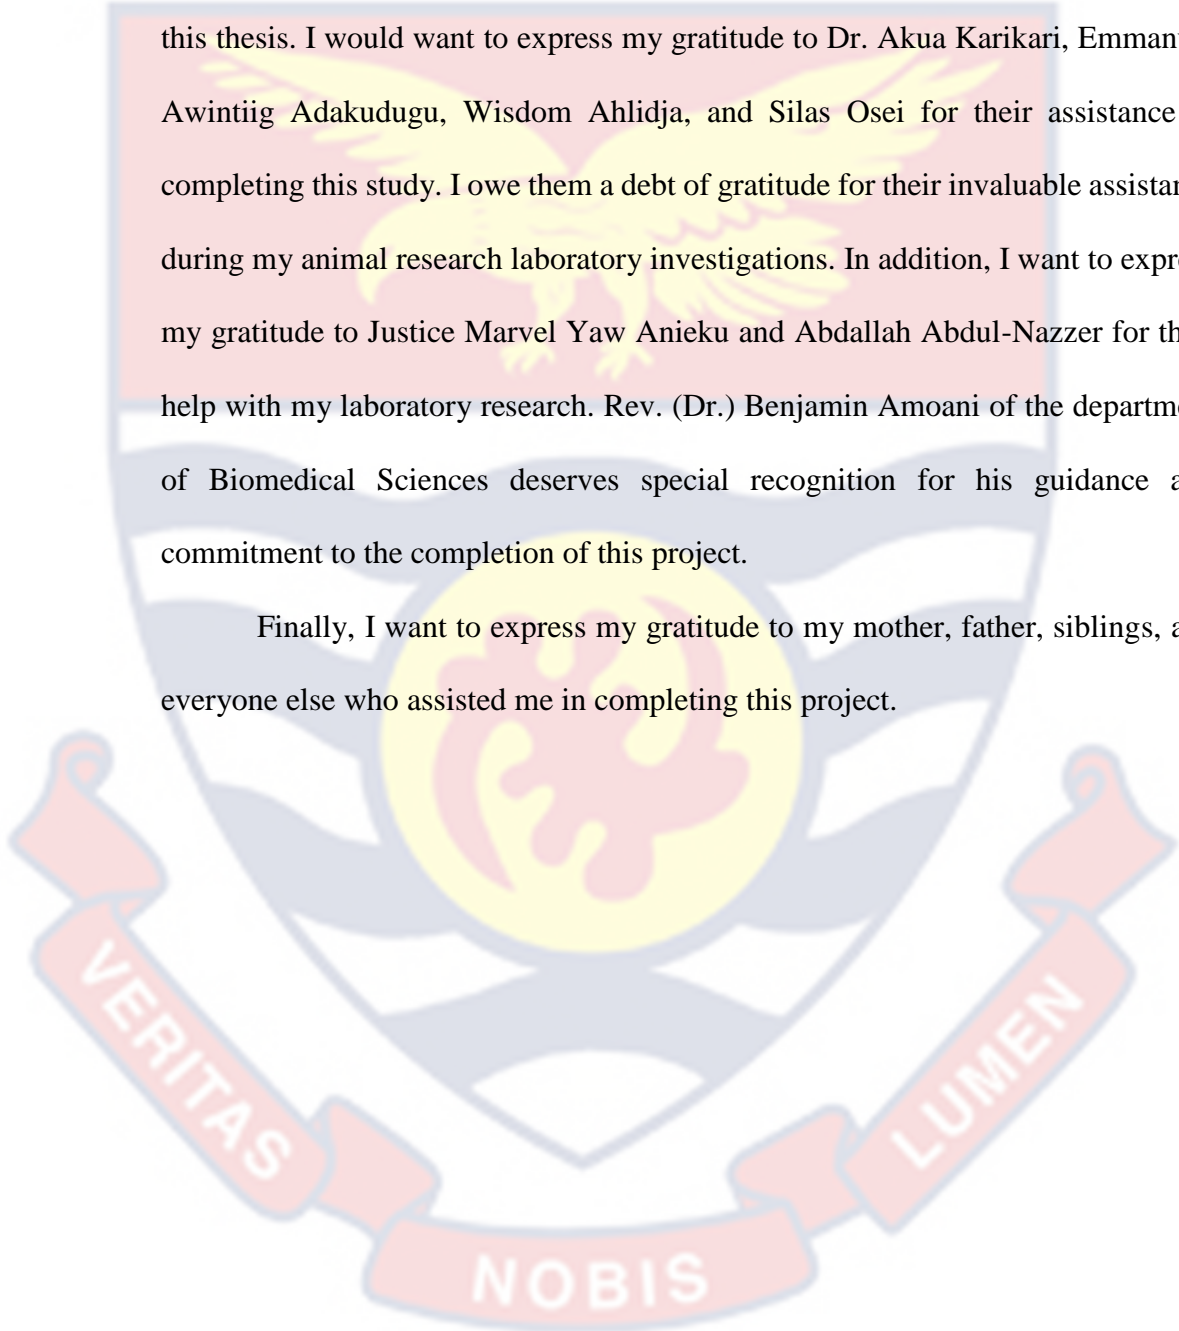 this thesis. I would want to express my gratitude to Dr. Akua Karikari, Emman
Awintiig Adakudugu, Wisdom Ahlidja, and Silas Osei for their assistance
completing this study. I owe them a debt of gratitude for their invaluable assistan
during my animal research laboratory investigations. In addition, I want to expre
my gratitude to Justice Marvel Yaw Anieku and Abdallah Abdul-Nazzer for th
help with my laboratory research. Rev. (Dr.) Benjamin Amoani of the departm
of Biomedical Sciences deserves special recognition for his guidance a
commitment to the completion of this project.
Finally, I want to express my gratitude to my mother, father, siblings, a
everyone else who assisted me in completing this project.
VERITAS
NOBIS
LUMEN